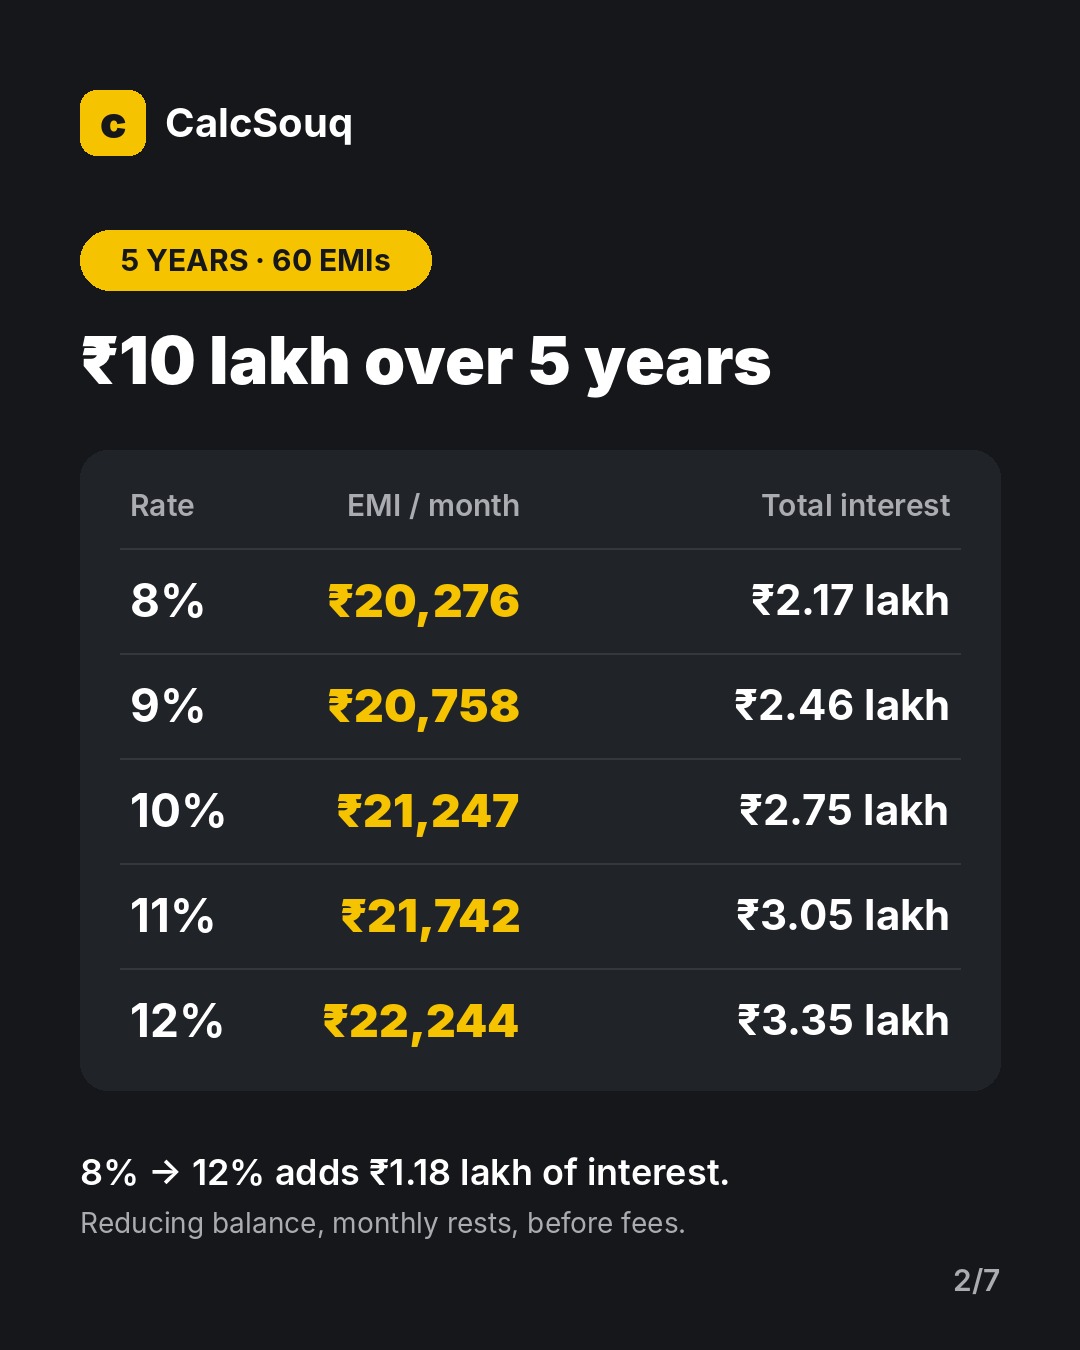 c CalcSouq
5 YEARS · 60 EMIs
₹10 lakh over 5 years
Rate EMI / month Total interest
8% ₹20,276 ₹2.17 lakh
9% ₹20,758 ₹2.46 lakh
10% ₹21,247 ₹2.75 lakh
11% ₹21,742 ₹3.05 lakh
12% ₹22,244 ₹3.35 lakh
8% → 12% adds ₹1.18 lakh of interest.
Reducing balance, monthly rests, before fees.
2/7